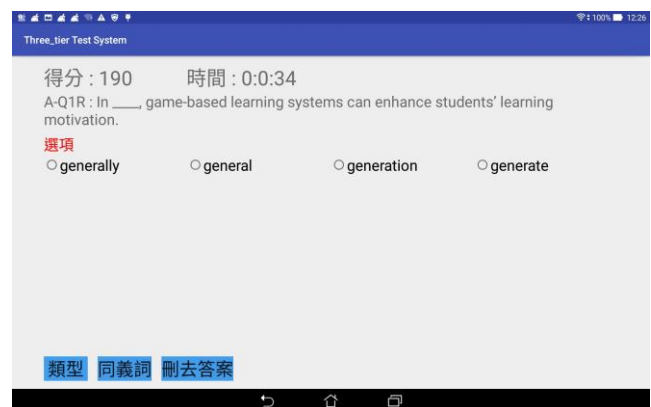 100% 12:26
Three_tier Test System
得分 : 190 時間 : 0:0:34
A-Q1R : In ____, game-based learning systems can enhance students' learning
motivation.
選項
generally general generation generate
類型 同義詞 刪去答案